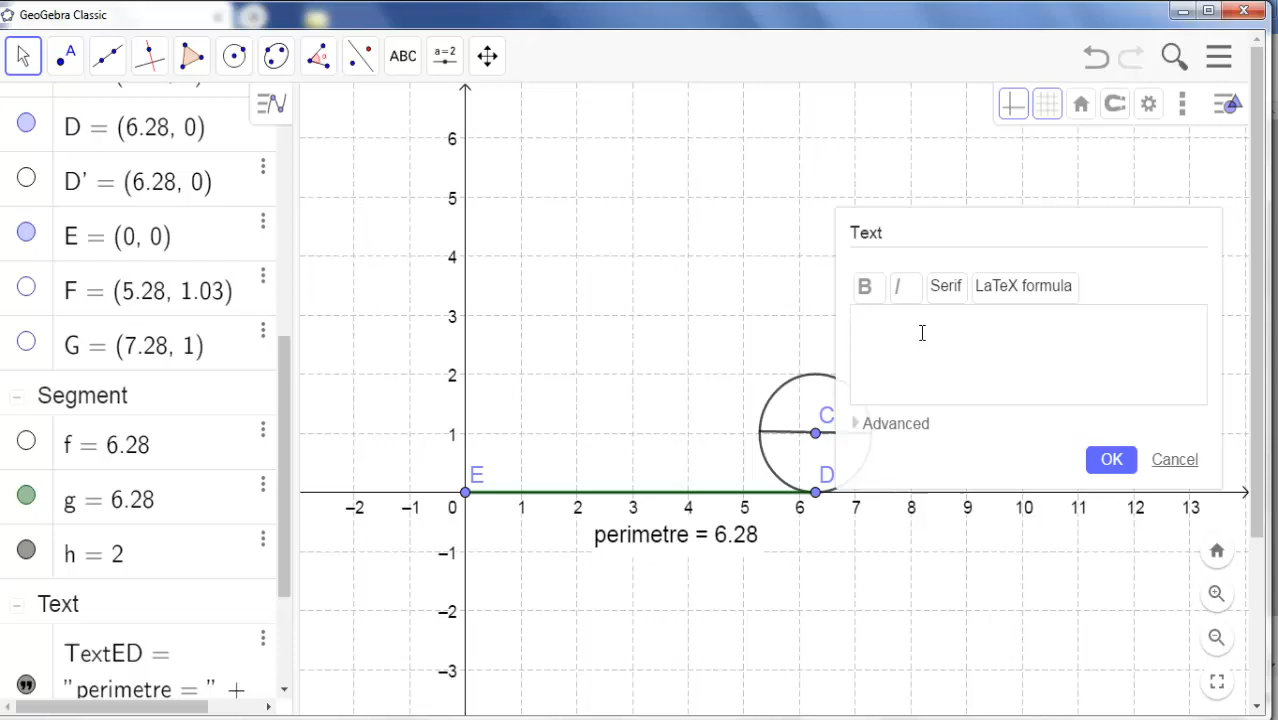 GeoGebra Classic
A
ABC
a=2
D = (6.28, 0)
D' = (6.28, 0)
E = (0, 0)
F = (5.28, 1.03)
G = (7.28, 1)
Segment
f = 6.28
g = 6.28
h = 2
Text
TextED =
"perimetre = " +
6
5
4
3
2
1
–1
–2
–3
–2
–1
0
1
2
3
4
5
6
7
8
9
10
11
12
13
C
E
D
perimetre = 6.28
Text
B
I
Serif
LaTeX formula
Advanced
OK
Cancel